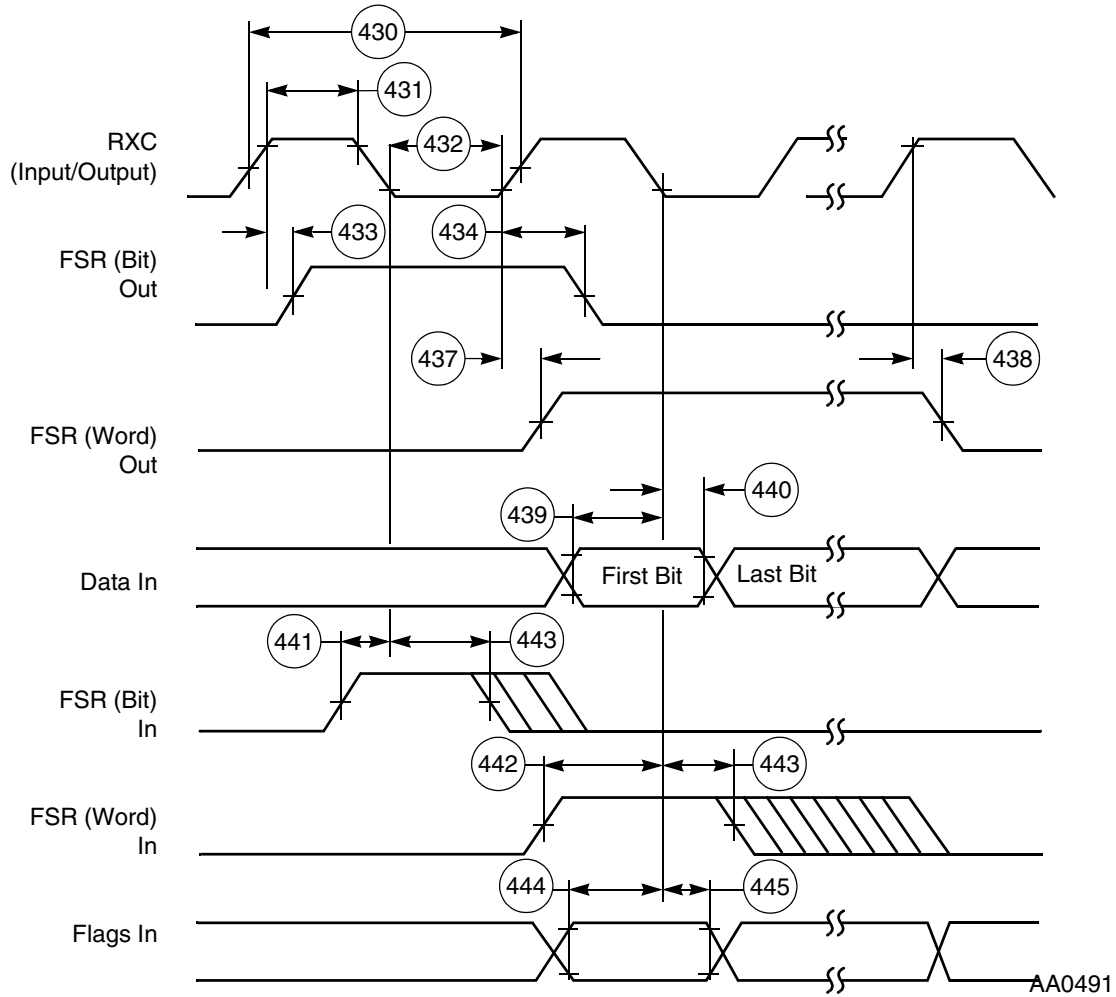 430
431
RXC
(Input/Output)
432
433
434
FSR (Bit)
Out
437
438
FSR (Word)
Out
439
440
Data In
First Bit
Last Bit
441
443
FSR (Bit)
In
442
443
FSR (Word)
In
444
445
Flags In
AA0491